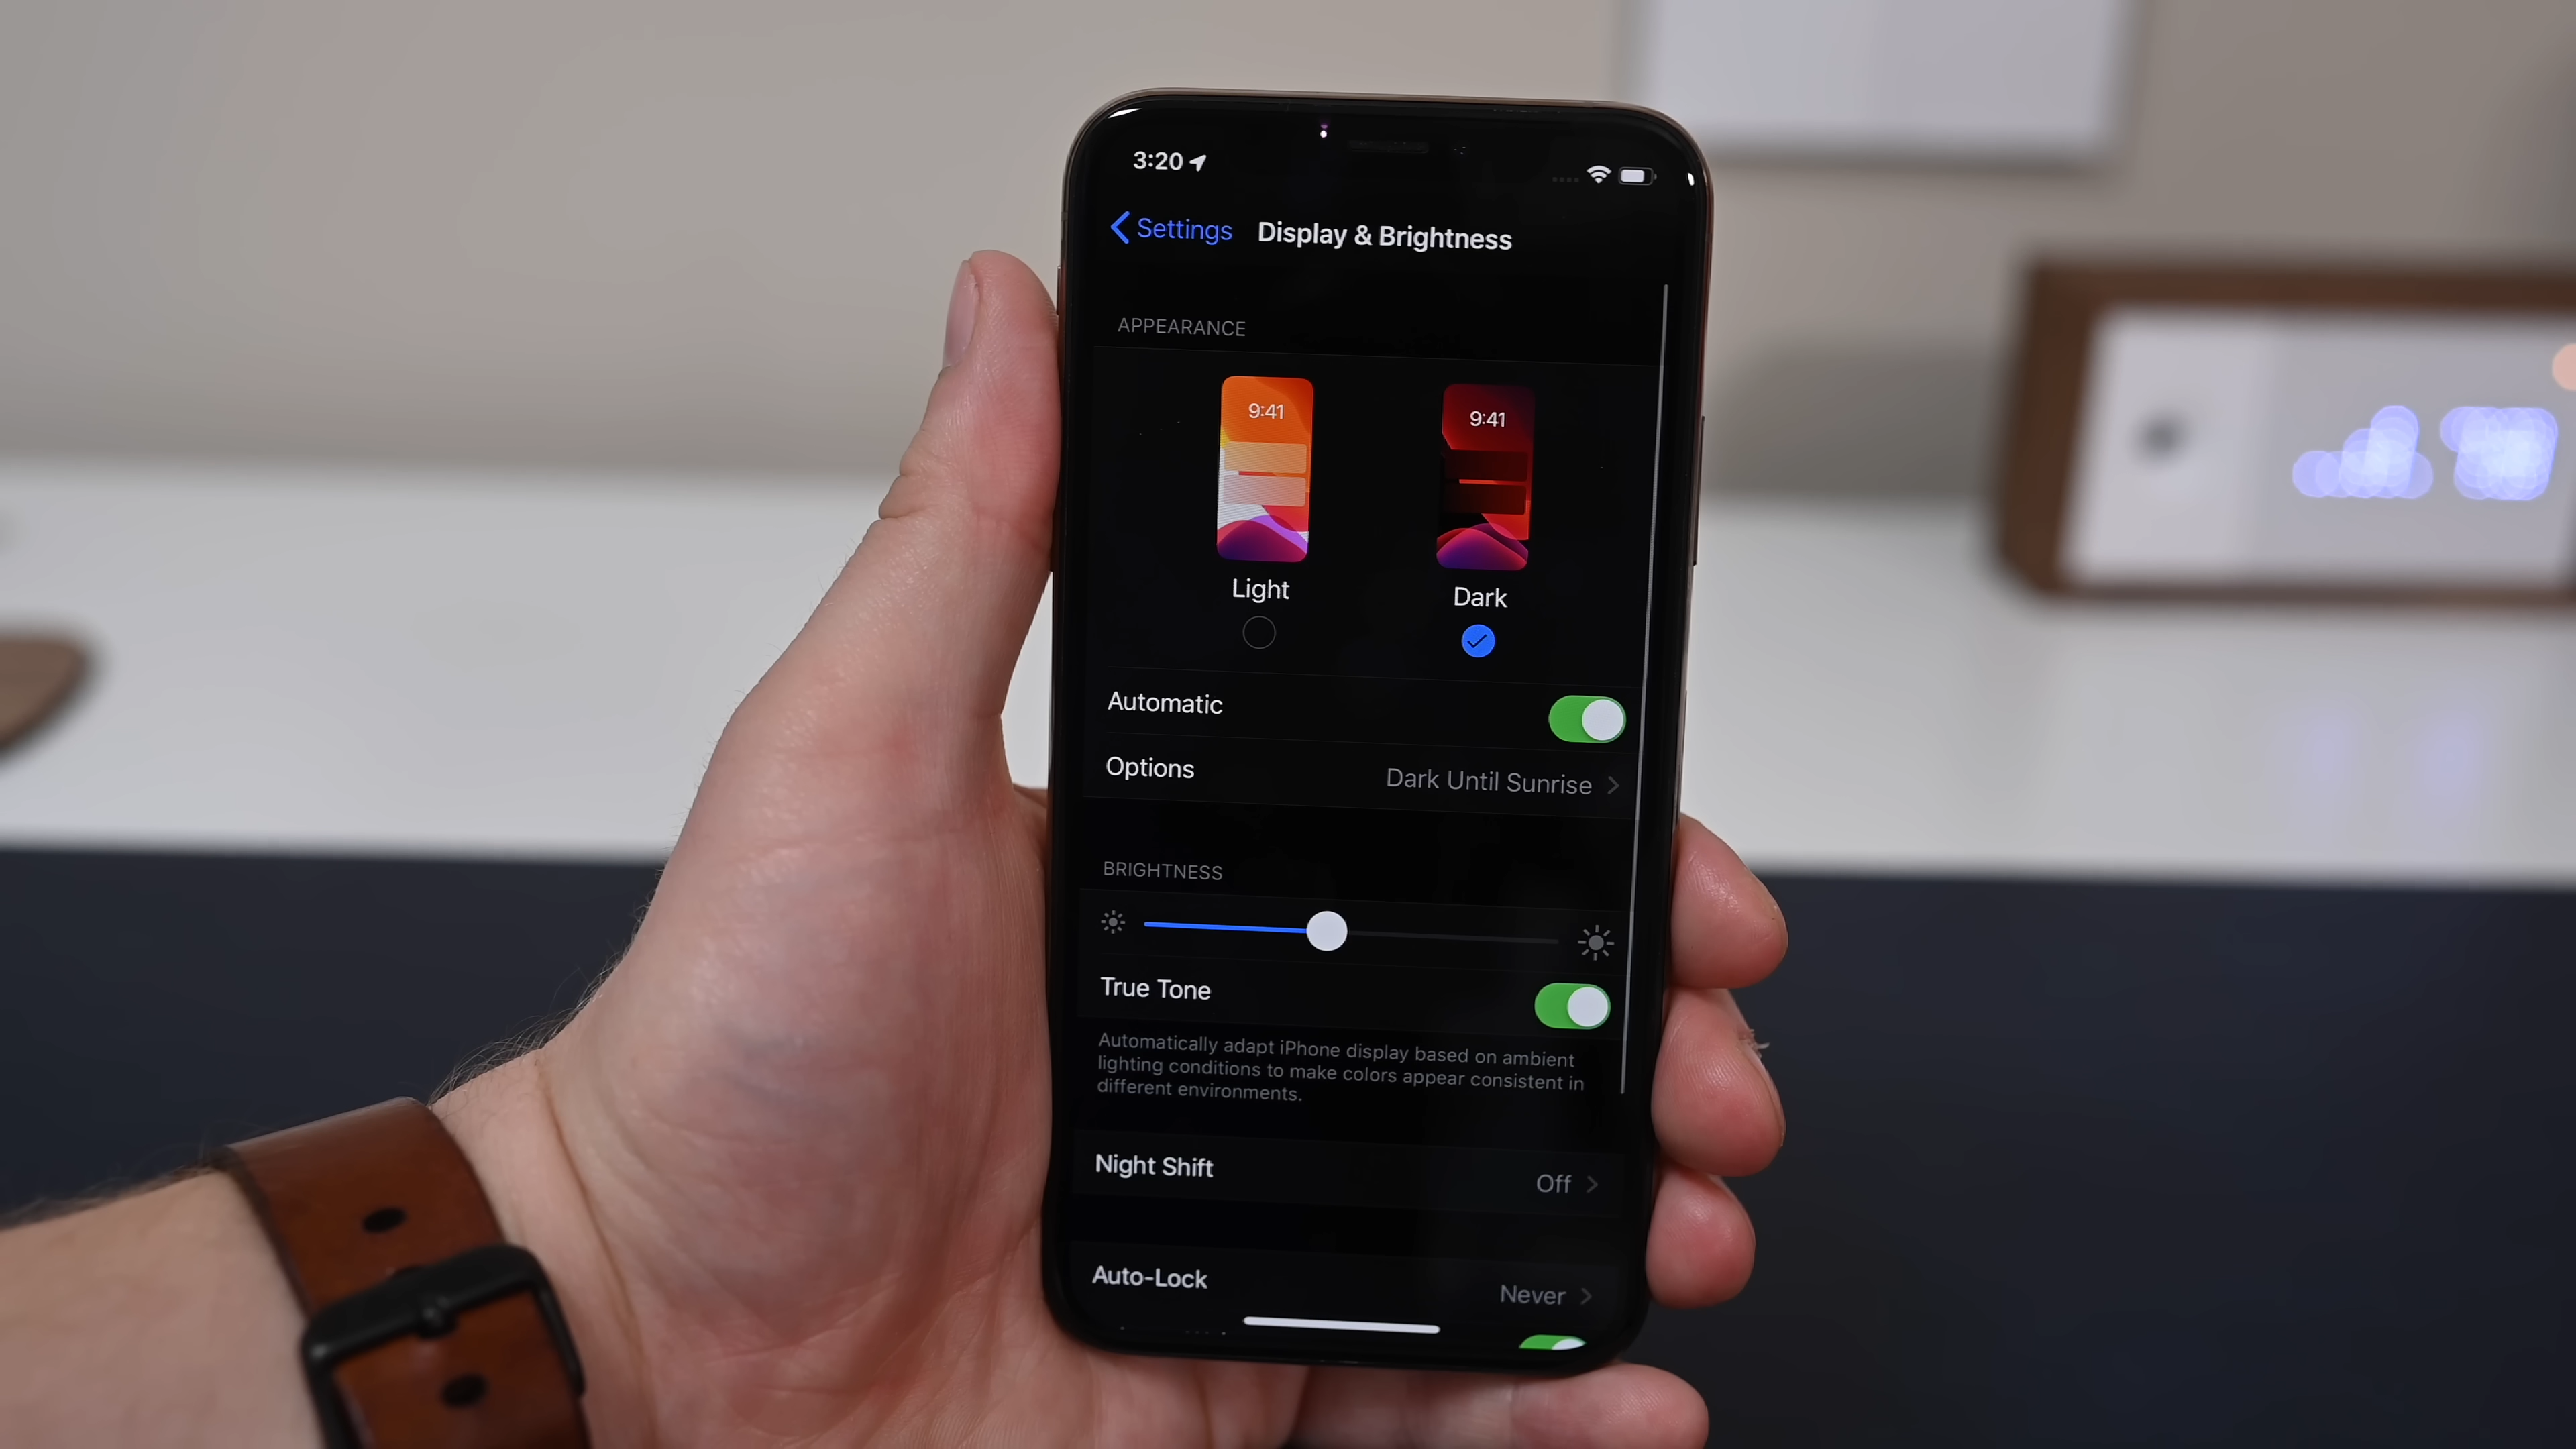 3:20
Settings Display & Brightness
APPEARANCE
9:41 9:41
Light Dark
Automatic
Options Dark Until Sunrise
BRIGHTNESS
True Tone
Automatically adapt iPhone display based on ambient
lighting conditions to make colors appear consistent in
different environments.
Night Shift Off
Auto-Lock Never